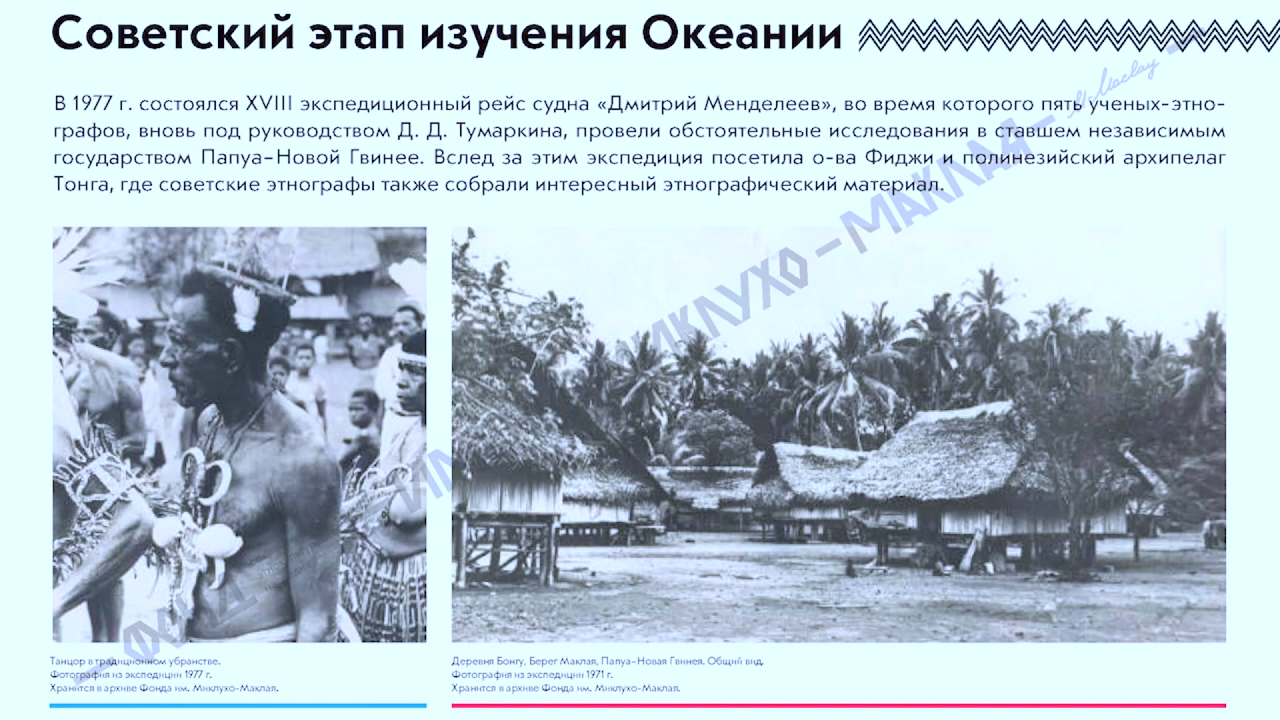 Советский этап изучения Океании
В 1977 г. состоялся XVIII экспедиционный рейс судна «Дмитрий Менделеев», во время которого пять ученых-этно-
графов, вновь под руководством Д. Д. Тумаркина, провели обстоятельные исследования в ставшем независимым
государством Папуа–Новой Гвинее. Вслед за этим экспедиция посетила о-ва Фиджи и полинезийский архипелаг
Тонга, где советские этнографы также собрали интересный этнографический материал.
МИКЛУХО – МАКЛАЯ –
Танцор в традиционном убранстве.
Фотография из экспедиции 1977 г.
Хранится в архиве Фонда им. Миклухо-Маклая.
Деревня Бонгу, Берег Маклая, Папуа–Новая Гвинея. Общий вид.
Фотография из экспедиции 1971 г.
Хранится в архиве Фонда им. Миклухо-Маклая.